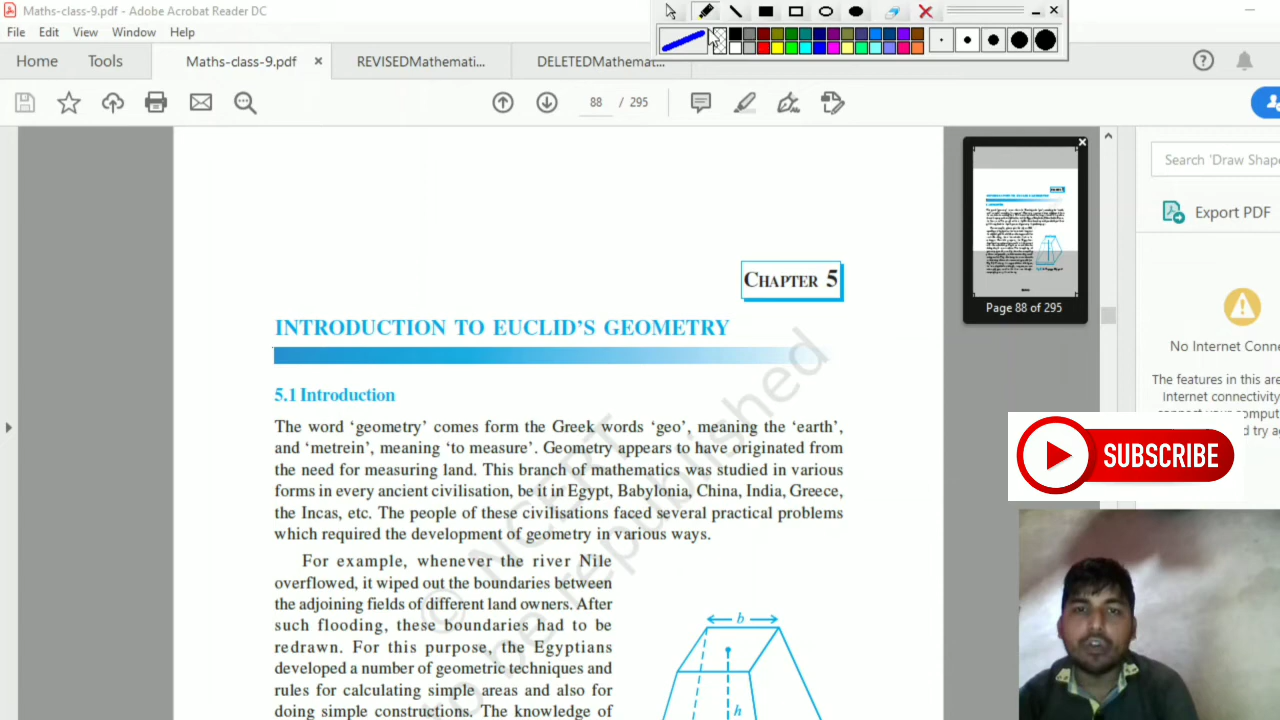 Maths-class-9.pdf - Adobe Acrobat Reader DC
File Edit View Window Help
Home Tools Maths-class-9.pdf × REVISEDMathemati... DELETEDMathemat...
88 / 295
Search 'Draw Shape
Export PDF
Page 88 of 295
No Internet Conne
The features in this are
Internet connectivity
connect your comput
d try ac
SUBSCRIBE
CHAPTER 5
INTRODUCTION TO EUCLID'S GEOMETRY
5.1 Introduction
The word ‘geometry’ comes form the Greek words ‘geo’, meaning the ‘earth’,
and ‘metrein’, meaning ‘to measure’. Geometry appears to have originated from
the need for measuring land. This branch of mathematics was studied in various
forms in every ancient civilisation, be it in Egypt, Babylonia, China, India, Greece,
the Incas, etc. The people of these civilisations faced several practical problems
which required the development of geometry in various ways.
For example, whenever the river Nile
overflowed, it wiped out the boundaries between
the adjoining fields of different land owners. After
such flooding, these boundaries had to be
redrawn. For this purpose, the Egyptians
developed a number of geometric techniques and
rules for calculating simple areas and also for
doing simple constructions. The knowledge of
b
h
© NCERT
to be republished